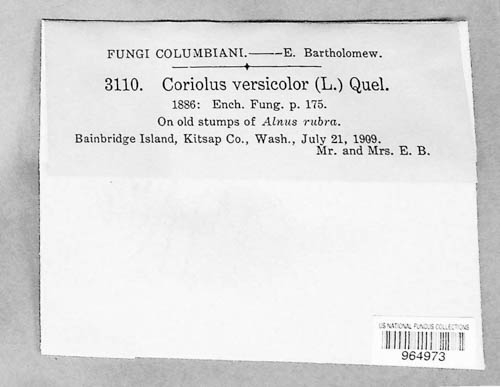 FUNGI COLUMBIANI.——E. Bartholomew.
3110. Coriolus versicolor (L.) Quel.
1886: Ench. Fung. p. 175.
On old stumps of Alnus rubra.
Bainbridge Island, Kitsap Co., Wash., July 21, 1909.
Mr. and Mrs. E. B.
US NATIONAL FUNGUS COLLECTIONS
964973